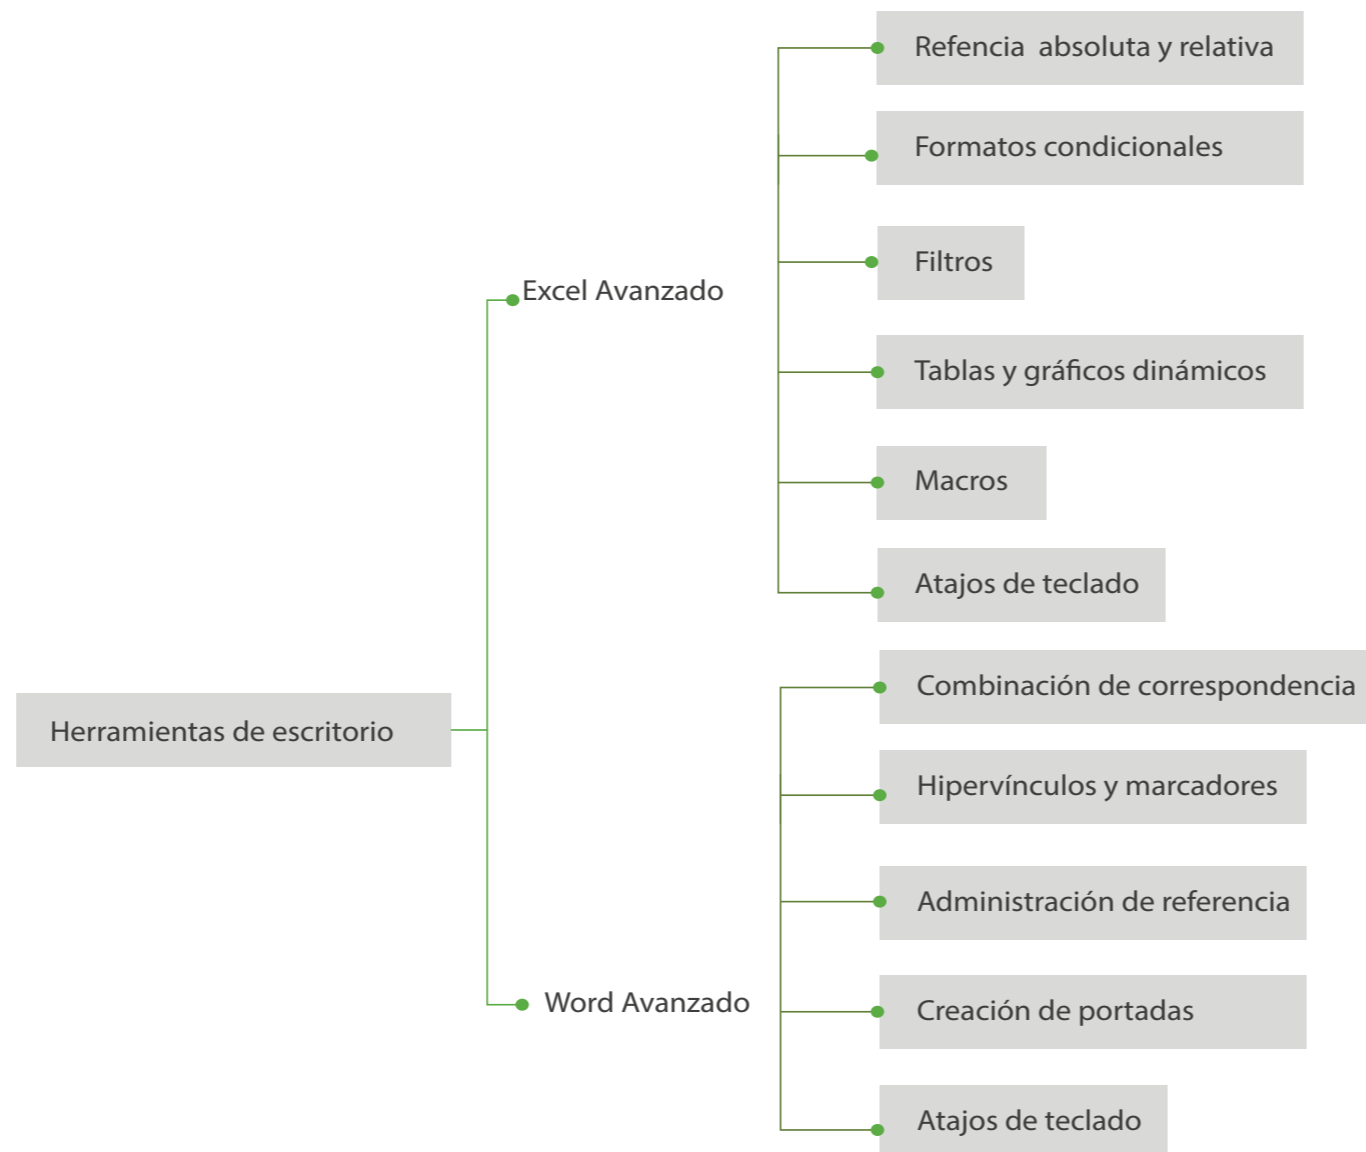 Refencia  absoluta y relativa
Formatos condicionales
Filtros
Excel Avanzado
Tablas y gráficos dinámicos
Macros
Atajos de teclado
Combinación de correspondencia
Herramientas de escritorio
Hipervínculos y marcadores
Administración de referencia
Word Avanzado
Creación de portadas
Atajos de teclado